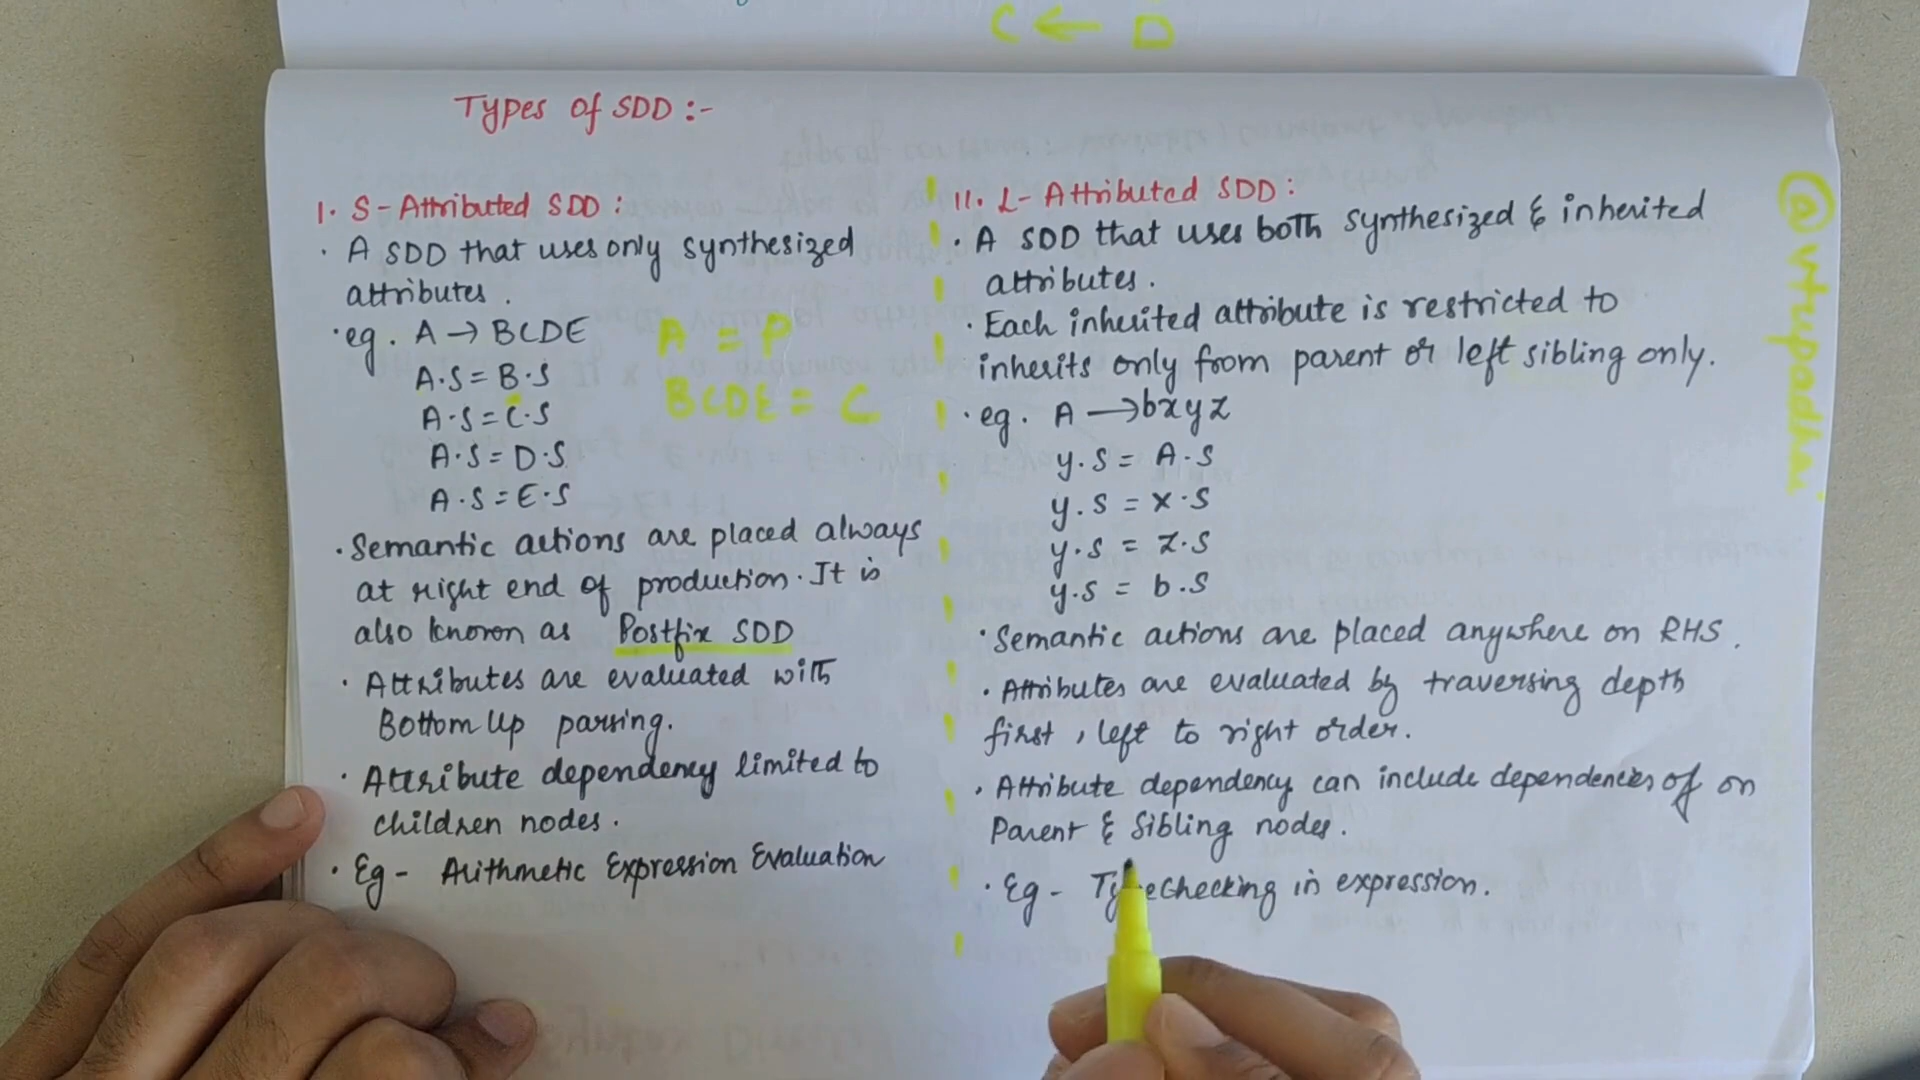 C ← D
Types of SDD :-
I. S-Attributed SDD :
· A SDD that uses only synthesized
attributes .
· eg. A → BCDE
A = P
A.S = B.S
BCDE = C
A.S = C.S
A.S = D.S
A.S = E.S
· Semantic actions are placed always
at right end of production. It is
also known as Postfix SDD
· Attributes are evaluated with
Bottom Up parsing.
· Attribute dependency limited to
children nodes .
· Eg - Arithmetic Expression Evaluation
II. L-Attributed SDD :
· A SDD that uses both synthesized & inherited
attributes .
· Each inherited attribute is restricted to
inherits only from parent or left sibling only.
· eg. A → bxyz
y.S = A.S
y.S = x.S
y.S = z.S
y.S = b.S
· Semantic actions are placed anywhere on RHS .
· Attributes are evaluated by traversing depth
first , left to right order.
· Attribute dependency can include dependencies of on
Parent & Sibling nodes.
· Eg - Typechecking in expression.
@vtupadhai